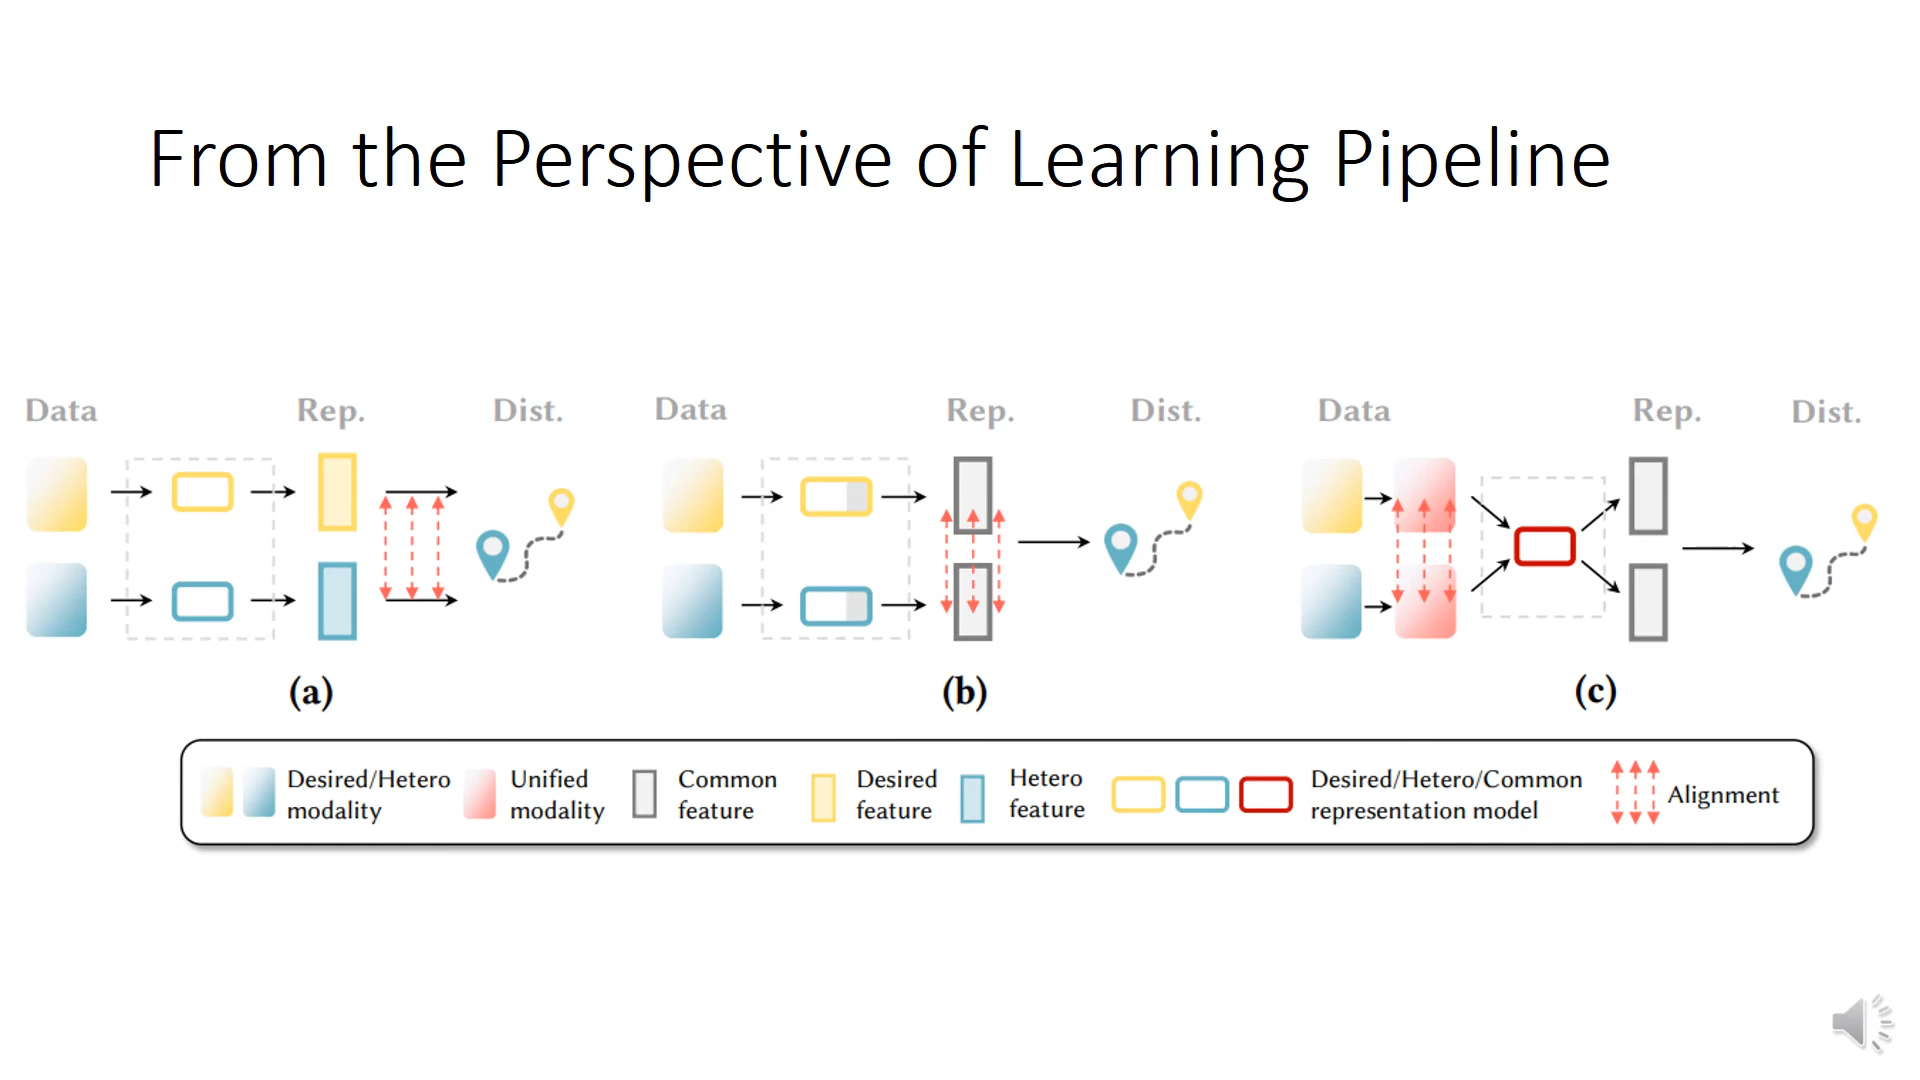 From the Perspective of Learning Pipeline
Data Rep. Dist. Data Rep. Dist. Data Rep. Dist.
(a) (b) (c)
Desired/Hetero modality
Unified modality
Common feature
Desired feature
Hetero feature
Desired/Hetero/Common representation model
Alignment